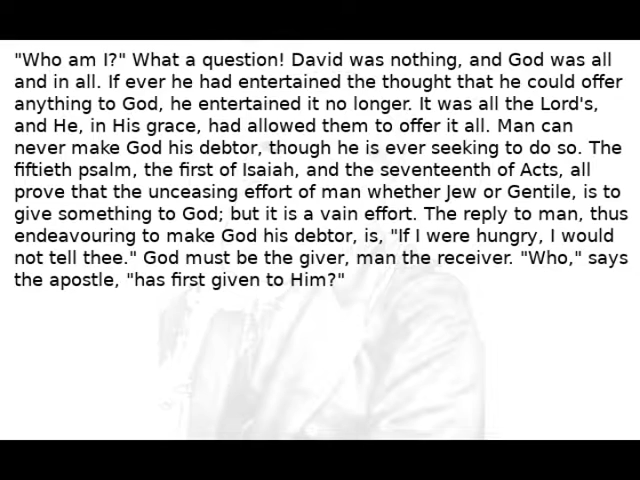 "Who am I?" What a question! David was nothing, and God was all
and in all. If ever he had entertained the thought that he could offer
anything to God, he entertained it no longer. It was all the Lord's,
and He, in His grace, had allowed them to offer it all. Man can
never make God his debtor, though he is ever seeking to do so. The
fiftieth psalm, the first of Isaiah, and the seventeenth of Acts, all
prove that the unceasing effort of man whether Jew or Gentile, is to
give something to God; but it is a vain effort. The reply to man, thus
endeavouring to make God his debtor, is, "If I were hungry, I would
not tell thee." God must be the giver, man the receiver. "Who," says
the apostle, "has first given to Him?"